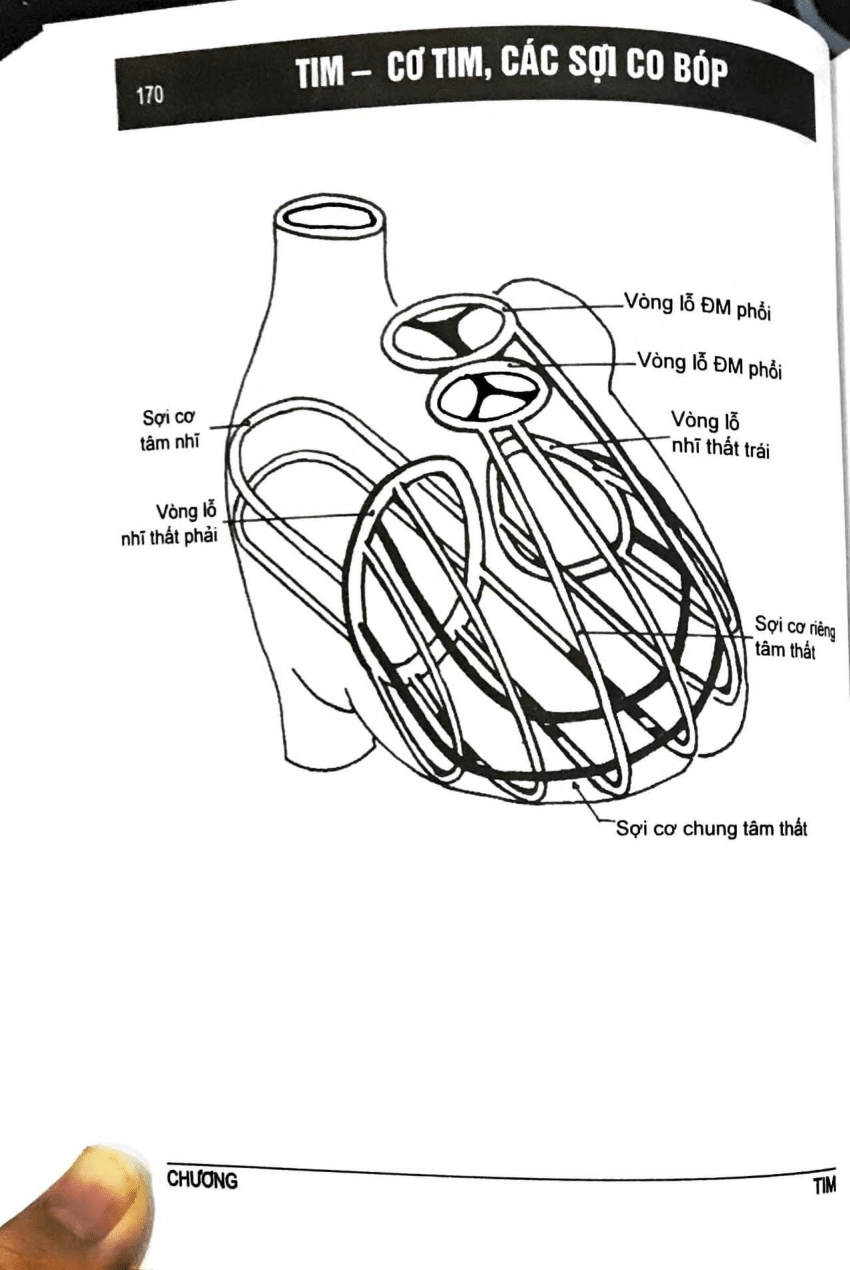 170
TIM – CƠ TIM, CÁC SỢI CO BÓP
Vòng lỗ ĐM phổi
Vòng lỗ ĐM phổi
Sợi cơ
tâm nhĩ
Vòng lỗ
nhĩ thất trái
Vòng lỗ
nhĩ thất phải
Sợi cơ riêng
tâm thất
Sợi cơ chung tâm thất
CHƯƠNG
TIM